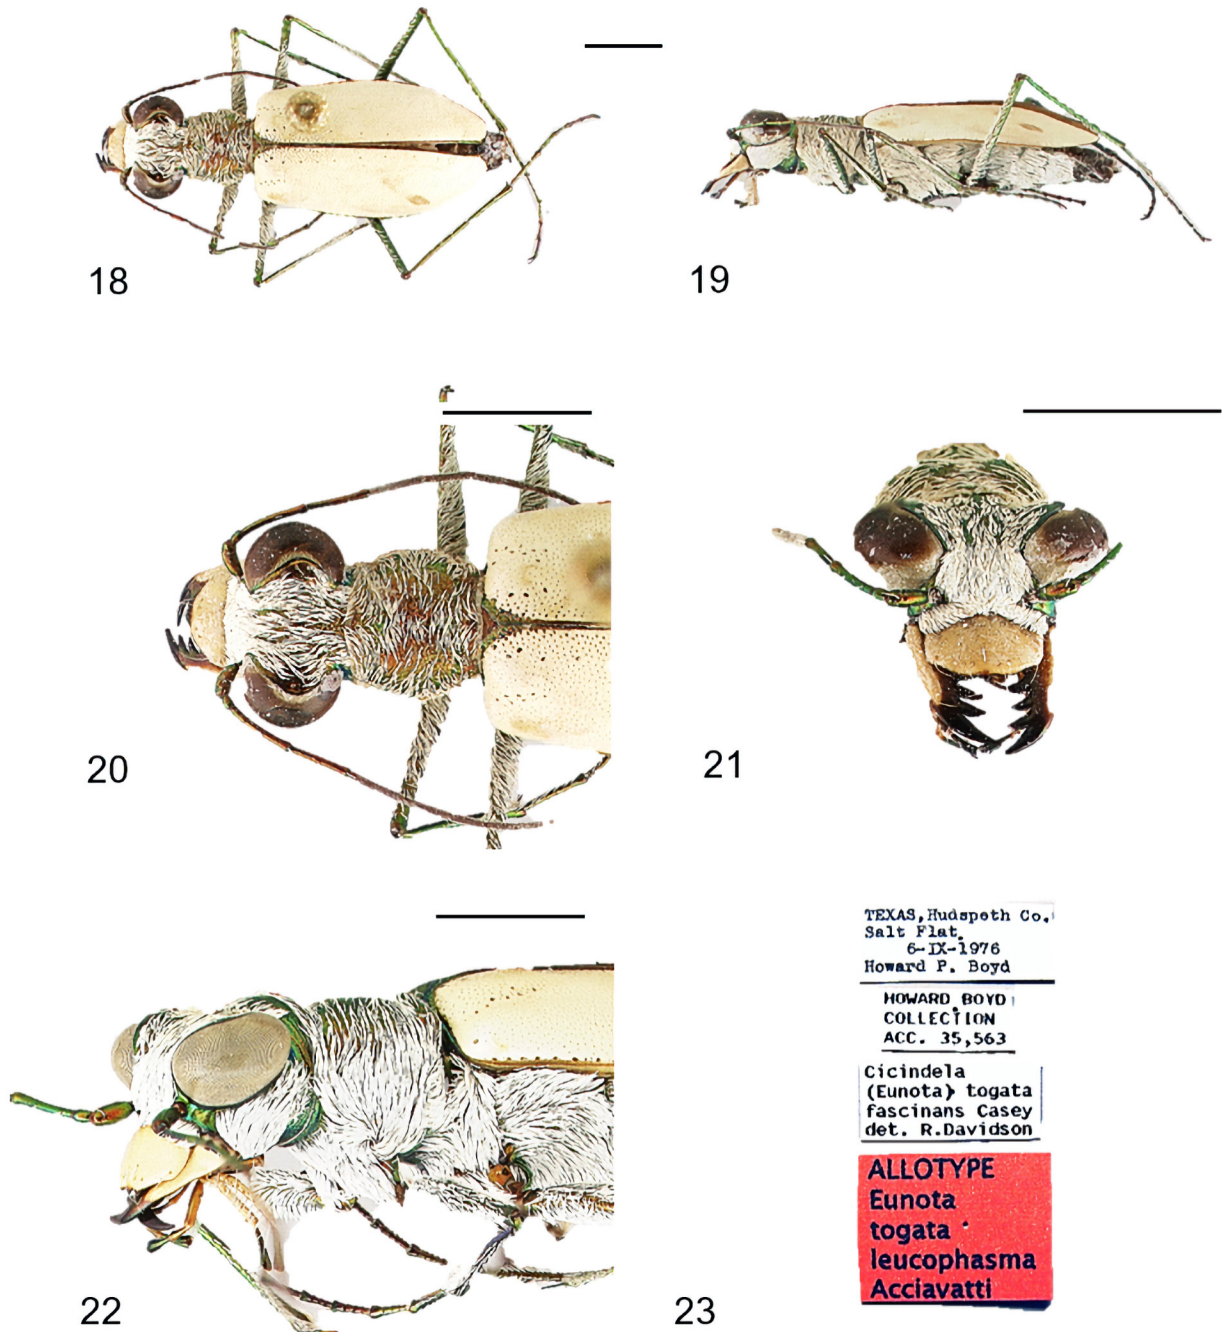 18
19
20
21
22
23
TEXAS, Hudspeth Co.
Salt Flat.
6-IX-1976
Howard P. Boyd
HOWARD BOYD
COLLECTION
ACC. 35,563
Cicindela
(Eunota) togata
fascinans Casey
det. R.Davidson
ALLOTYPE
Eunota
togata
leucophasma
Acciavatti